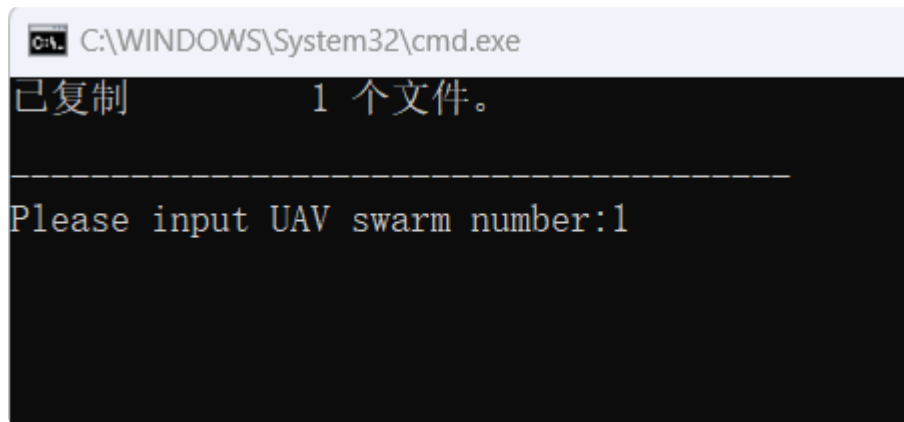 C:\WINDOWS\System32\cmd.exe
已复制         1 个文件。
---------------------------------------
Please input UAV swarm number:1